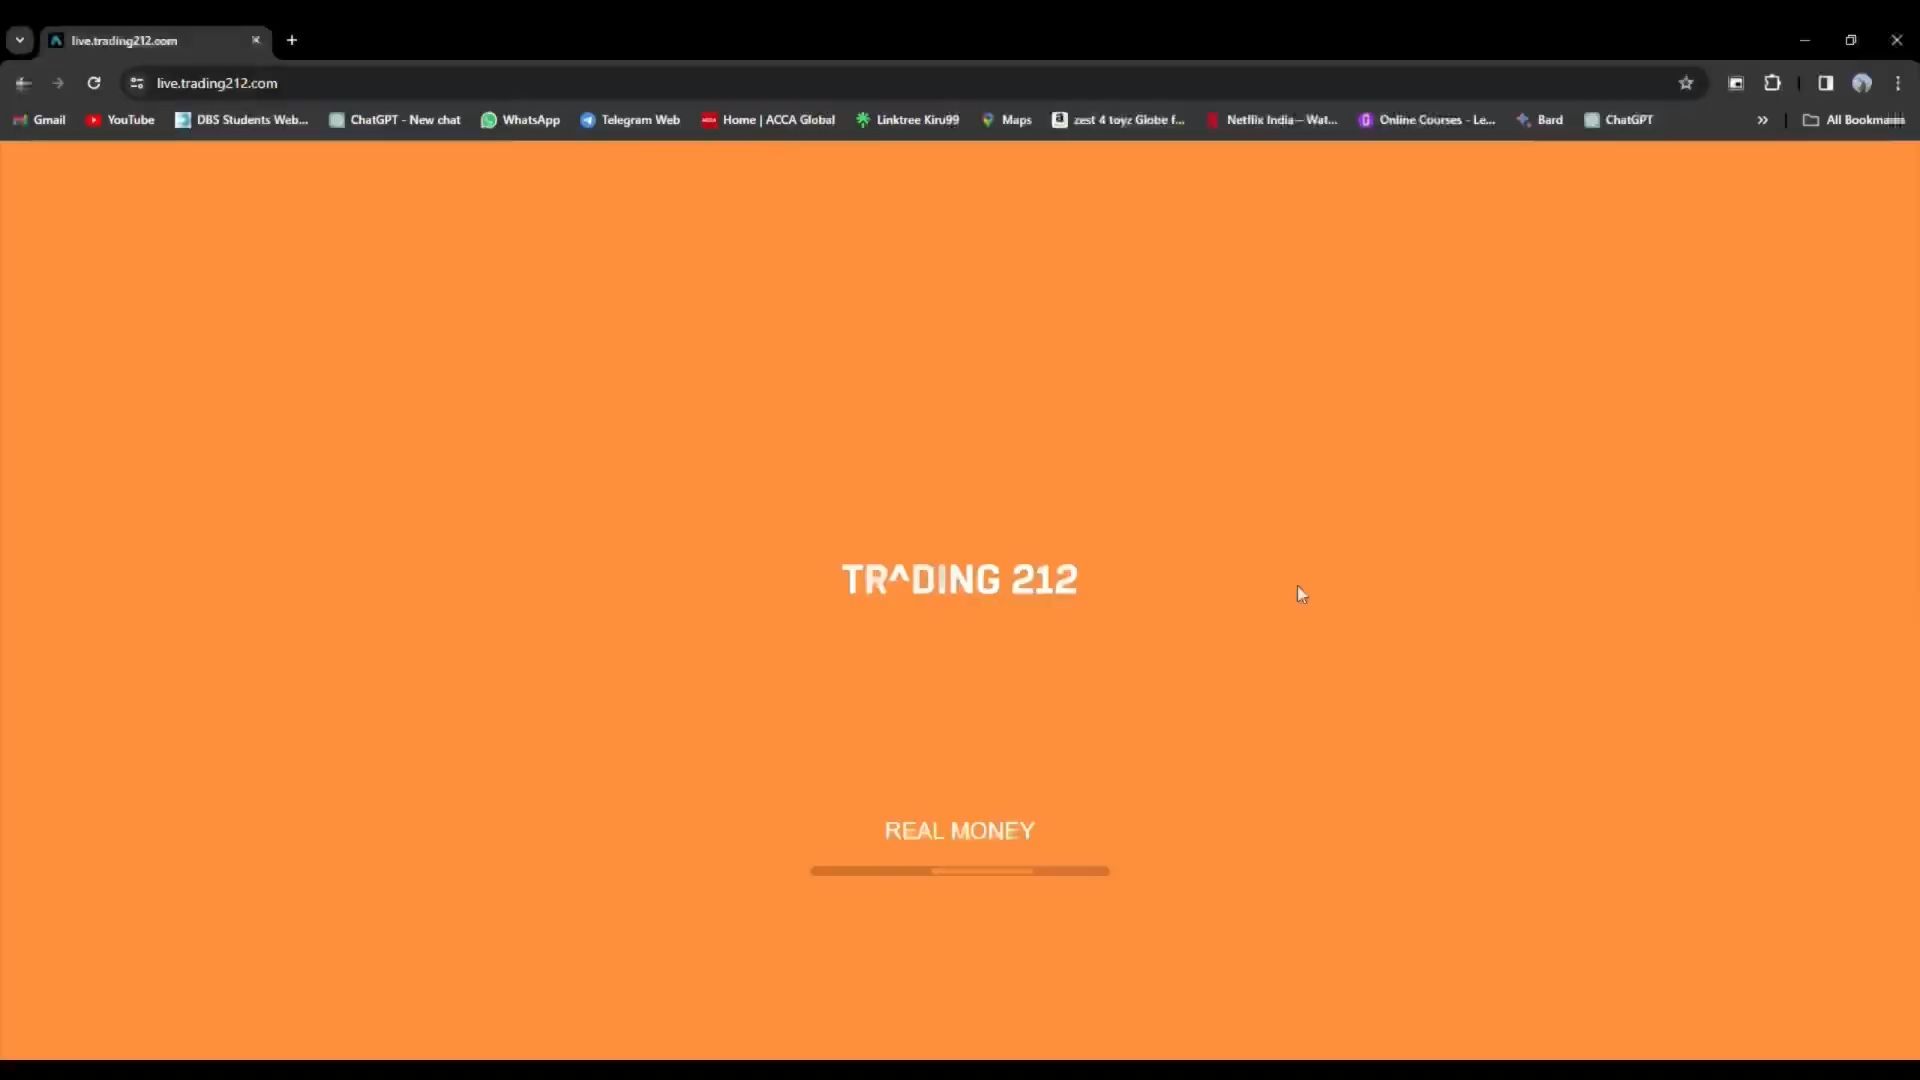 live.trading212.com
live.trading212.com
Gmail YouTube DBS Students Web... ChatGPT - New chat WhatsApp Telegram Web Home | ACCA Global Linktree Kiru99 Maps zest 4 toyz Globe f... Netflix India – Wat... Online Courses - Le... Bard ChatGPT » All
TR^DING 212
REAL MONEY